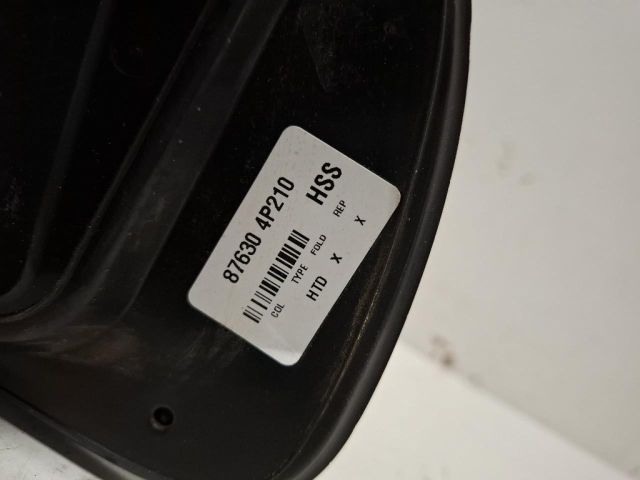 87630 4P210 HSS
COL TYPE FOLD REP
HTD X X